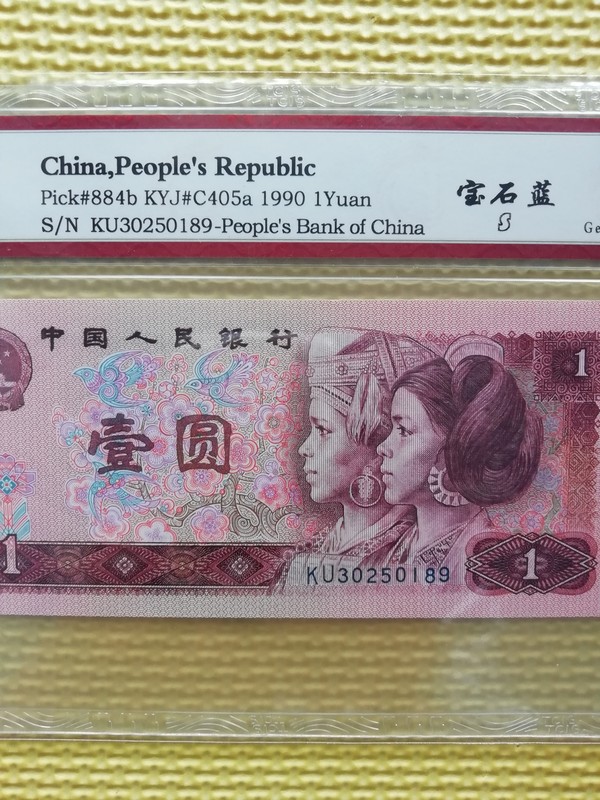 China,People's Republic
Pick#884b KYJ#C405a 1990 1Yuan
S/N KU30250189-People's Bank of China
宝石蓝
S
Ge
中国人民银行
1
壹圆
1
KU30250189
1